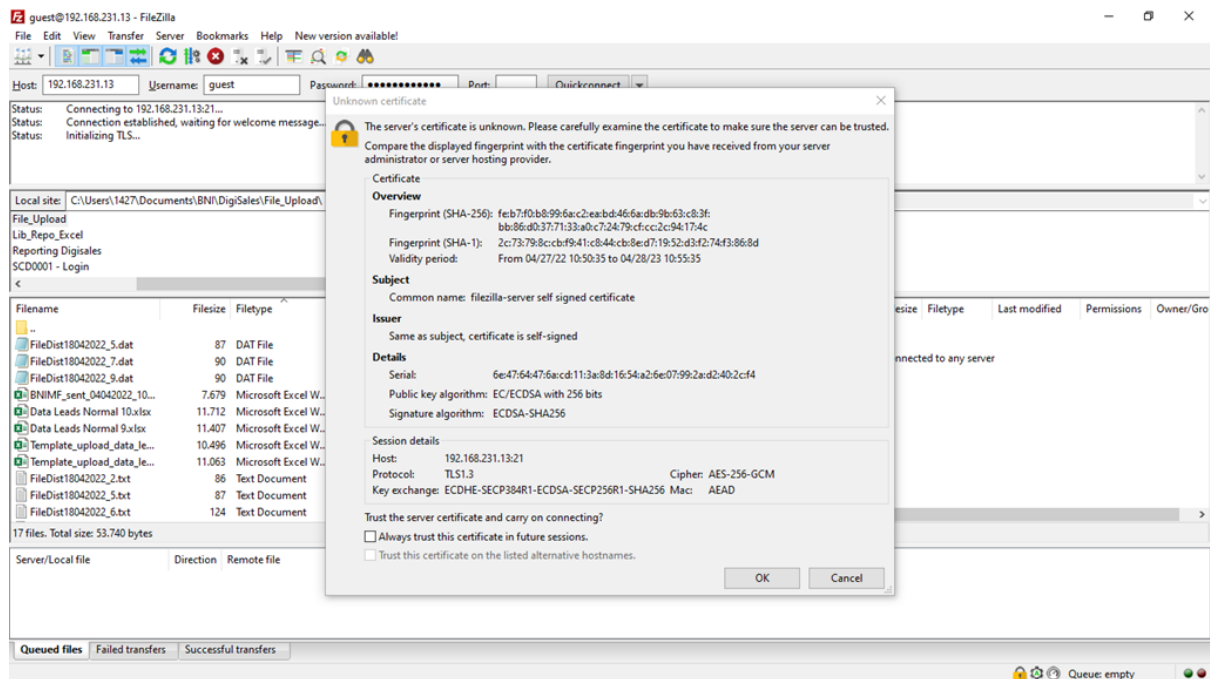 guest@192.168.231.13 - FileZilla
File Edit View Transfer Server Bookmarks Help New version available!
Host: 192.168.231.13 Username: guest Password: ●●●●●●●●●●●● Port: Quickconnect
Status: Connecting to 192.168.231.13:21...
Status: Connection established, waiting for welcome message...
Status: Initializing TLS...
Local site: C:\Users\1427\Documents\BNI\DigiSales\File_Upload\
File_Upload
Lib_Repo_Excel
Reporting Digisales
SCD0001 - Login
Filename Filesize Filetype
..
FileDist18042022_5.dat 87 DAT File
FileDist18042022_7.dat 90 DAT File
FileDist18042022_9.dat 90 DAT File
BNIMF_sent_04042022_10... 7.679 Microsoft Excel W...
Data Leads Normal 10.xlsx 11.712 Microsoft Excel W...
Data Leads Normal 9.xlsx 11.407 Microsoft Excel W...
Template_upload_data_le... 10.496 Microsoft Excel W...
Template_upload_data_le... 11.063 Microsoft Excel W...
FileDist18042022_2.txt 86 Text Document
FileDist18042022_5.txt 87 Text Document
FileDist18042022_6.txt 124 Text Document
17 files. Total size: 53.740 bytes
esize Filetype Last modified Permissions Owner/Gro
nnected to any server
Unknown certificate
The server's certificate is unknown. Please carefully examine the certificate to make sure the server can be trusted.
Compare the displayed fingerprint with the certificate fingerprint you have received from your server
administrator or server hosting provider.
Certificate
Overview
Fingerprint (SHA-256): fe:b7:f0:b8:99:6a:c2:ea:bd:46:6a:db:9b:63:c8:3f:
bb:86:d0:37:71:33:a0:c7:24:79:cf:cc:2c:94:17:4c
Fingerprint (SHA-1): 2c:73:79:8c:cb:f9:41:c8:44:cb:8e:d7:19:52:d3:f2:74:f3:86:8d
Validity period: From 04/27/22 10:50:35 to 04/28/23 10:55:35
Subject
Common name: filezilla-server self signed certificate
Issuer
Same as subject, certificate is self-signed
Details
Serial: 6e:47:64:47:6a:cd:11:3a:8d:16:54:a2:6e:07:99:2a:d2:40:2c:f4
Public key algorithm: EC/ECDSA with 256 bits
Signature algorithm: ECDSA-SHA256
Session details
Host: 192.168.231.13:21
Protocol: TLS1.3 Cipher: AES-256-GCM
Key exchange: ECDHE-SECP384R1-ECDSA-SECP256R1-SHA256 Mac: AEAD
Trust the server certificate and carry on connecting?
Always trust this certificate in future sessions.
Trust this certificate on the listed alternative hostnames.
OK Cancel
Server/Local file Direction Remote file
Queued files Failed transfers Successful transfers
Queue: empty